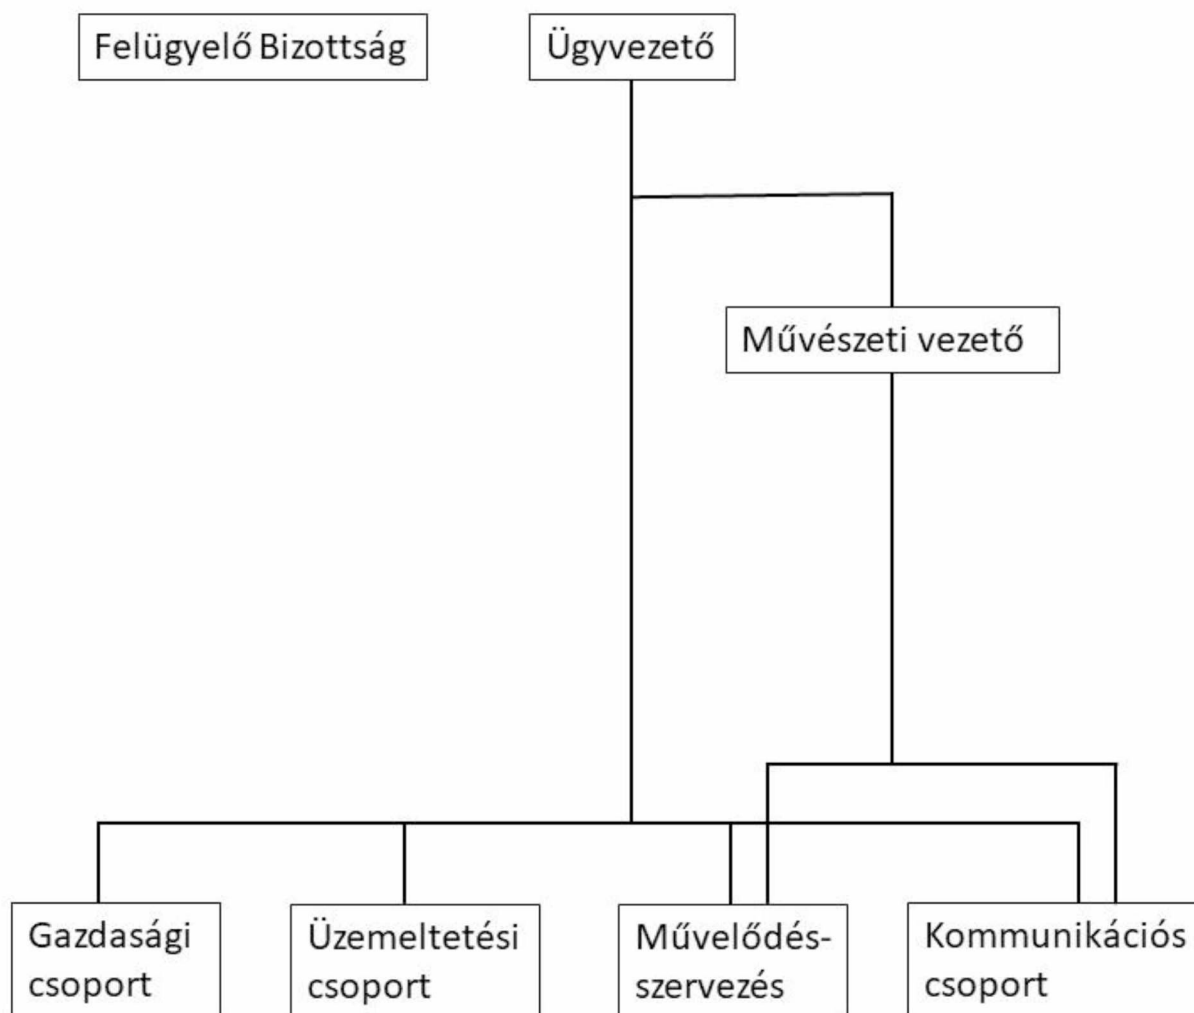 Felügyelő Bizottság
Ügyvezető
Művészeti vezető
Gazdasági
csoport
Üzemeltetési
csoport
Művelődés-
szervezés
Kommunikációs
csoport